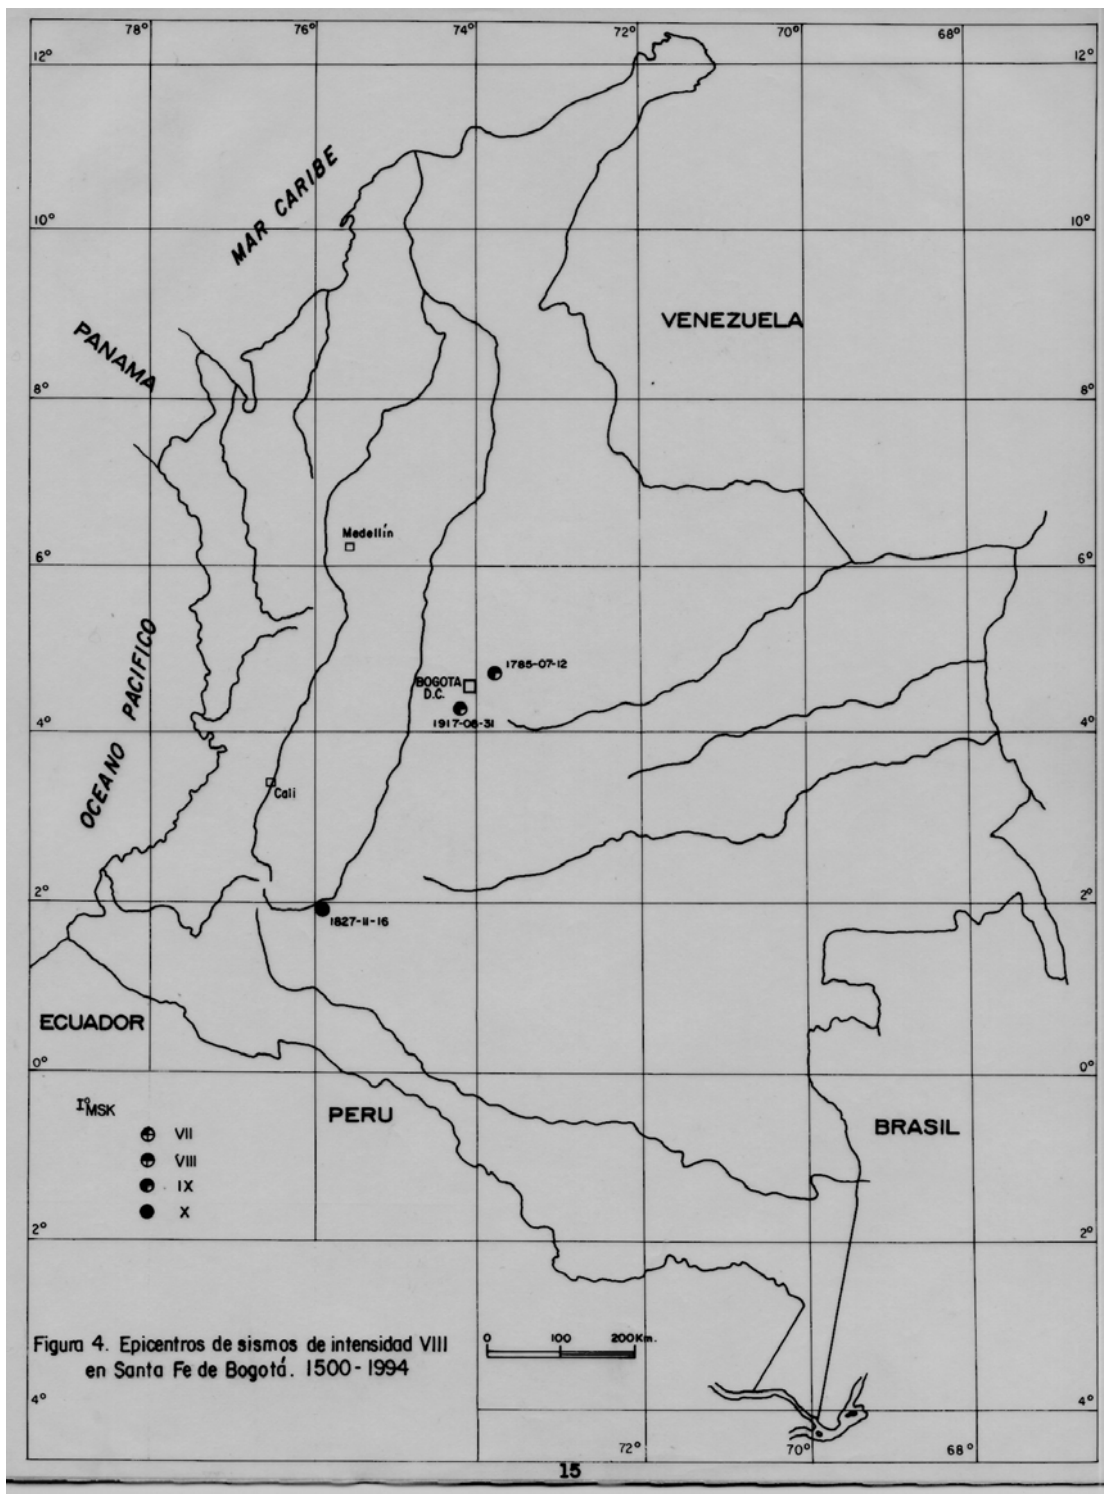 78° 76° 74° 72° 70° 68°
12° 12°
MAR CARIBE
10° 10°
PANAMA
VENEZUELA
8° 8°
Medellín
6° 6°
OCEANO PACIFICO
1785-07-12
BOGOTA
D.C.
1917-08-31
4° 4°
Cali
2° 2°
1827-11-16
ECUADOR
0° 0°
I°MSK
PERU
BRASIL
VII
VIII
IX
X
2° 2°
Figura 4. Epicentros de sismos de intensidad VIII
en Santa Fe de Bogotá. 1500-1994
0 100 200Km.
4° 4°
72° 70° 68°
15